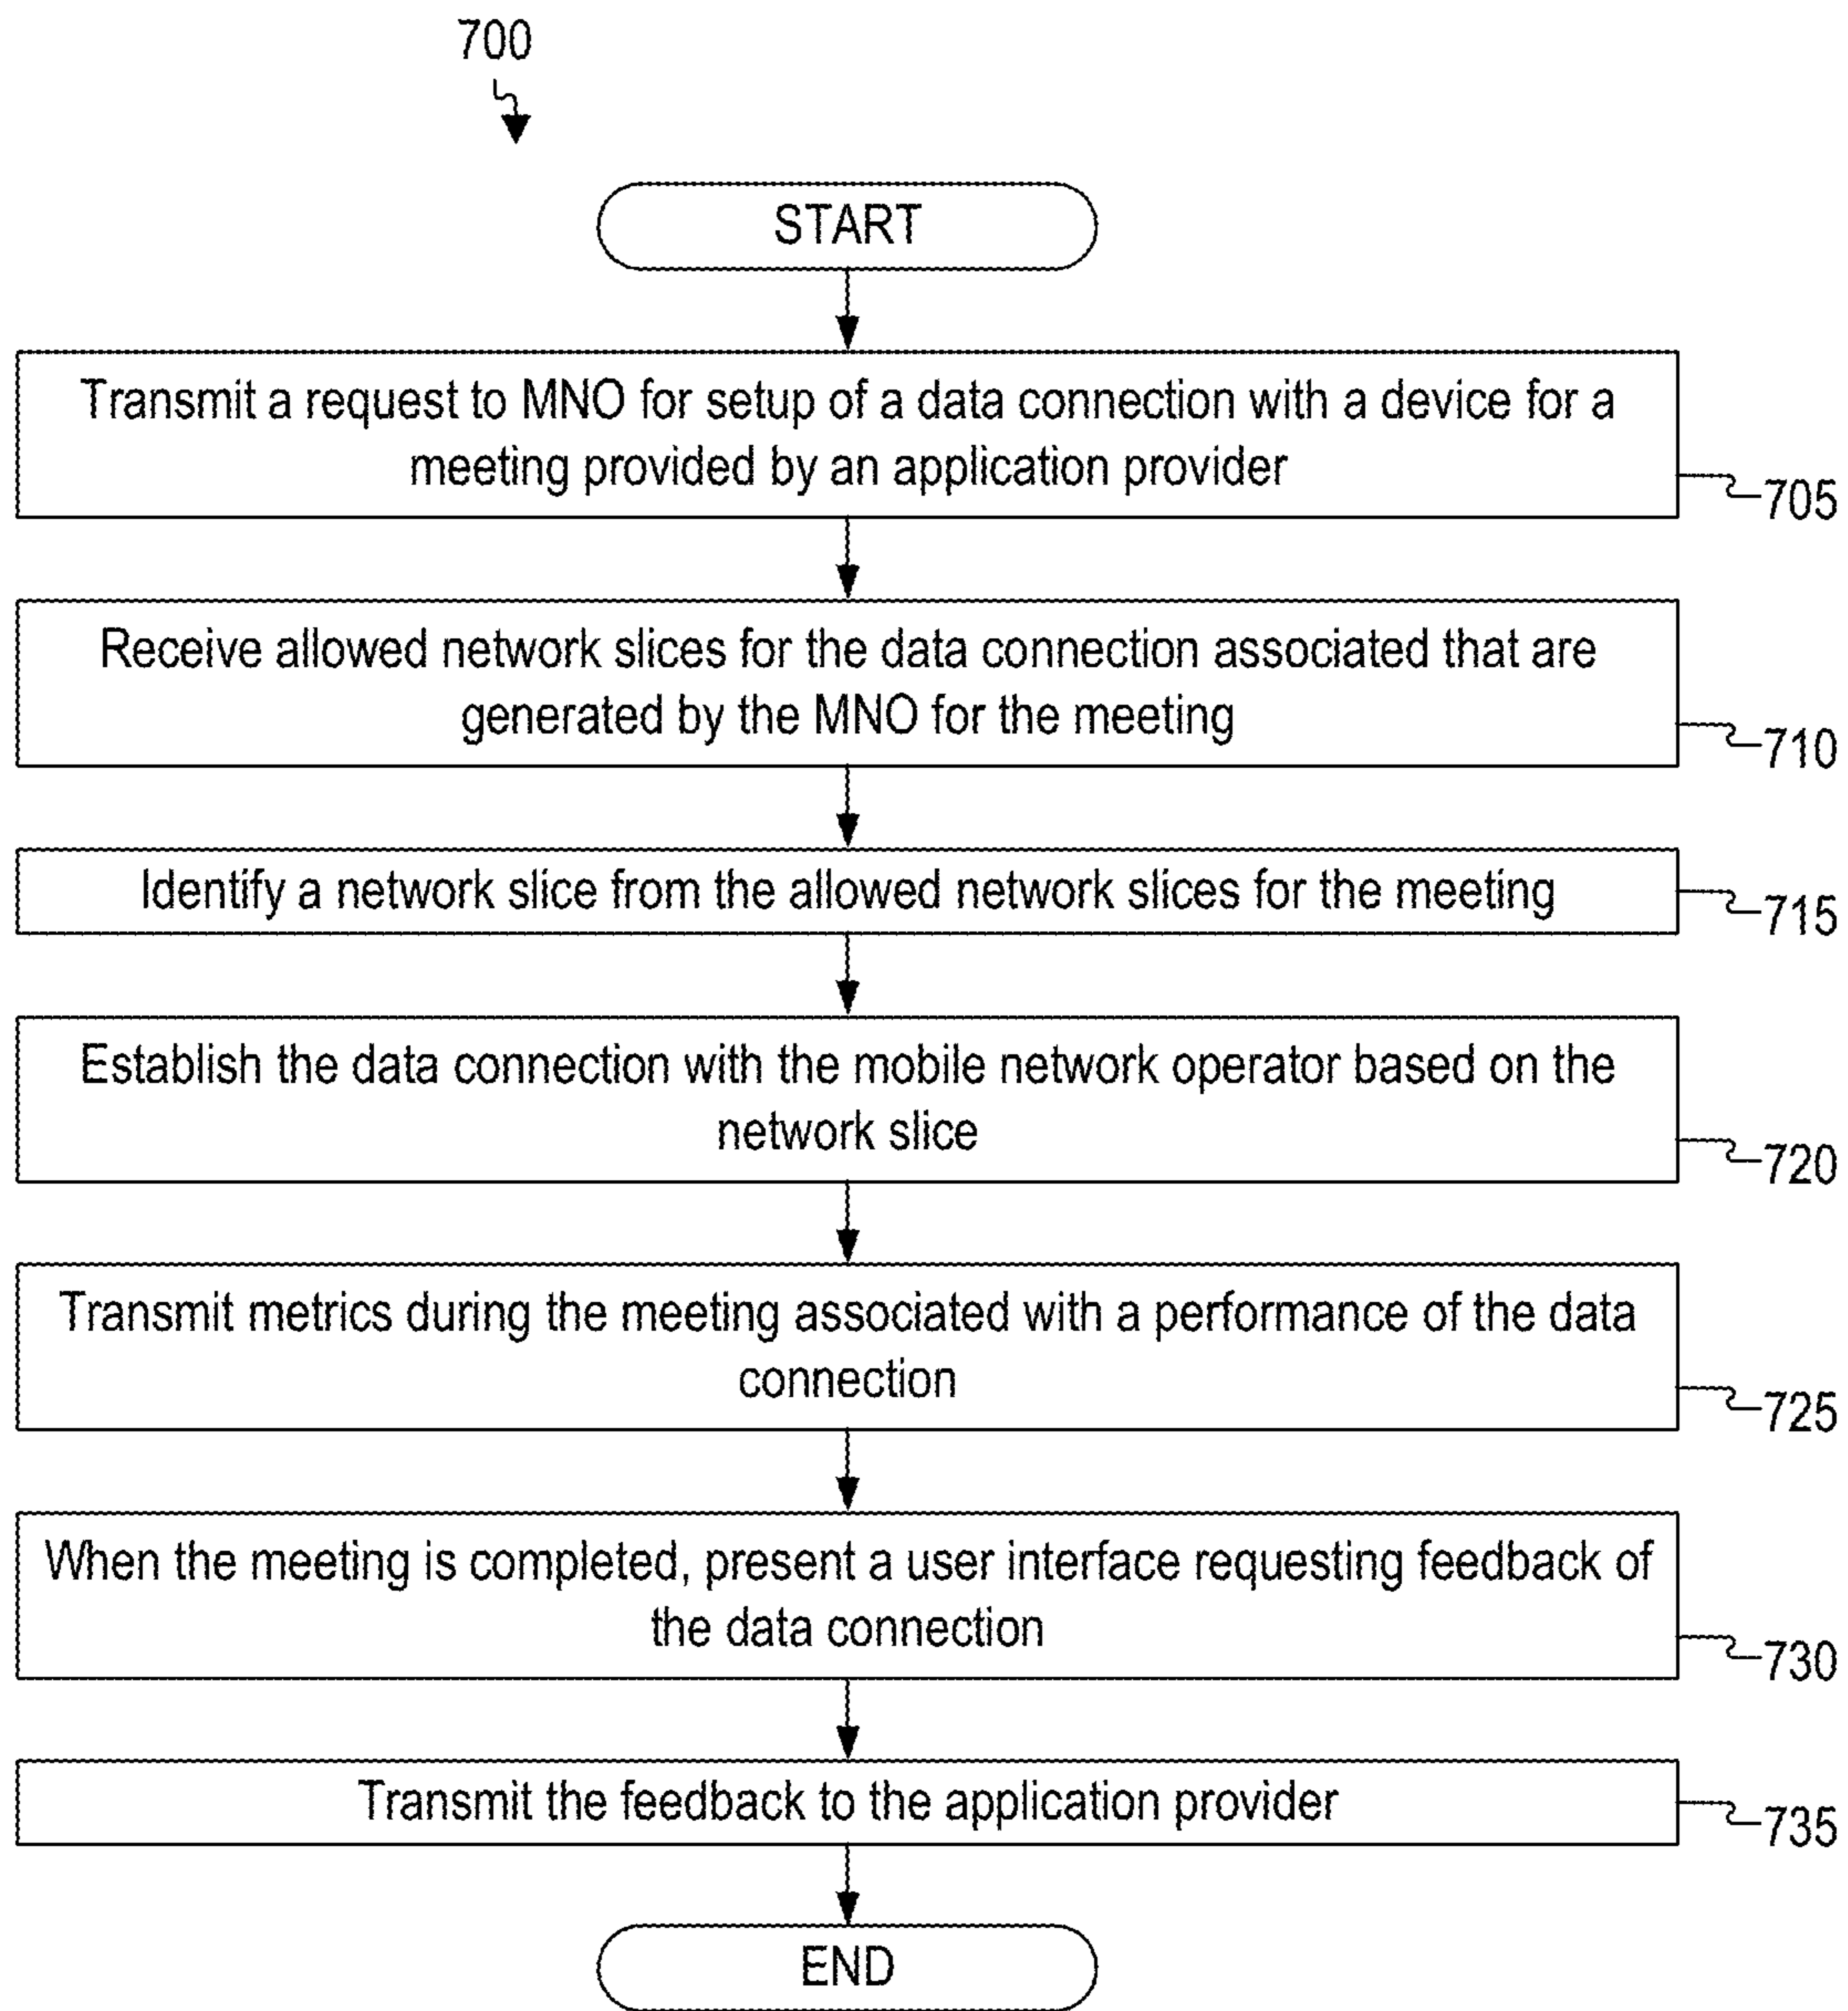 700
START
Transmit a request to MNO for setup of a data connection with a device for a
meeting provided by an application provider
705
Receive allowed network slices for the data connection associated that are
generated by the MNO for the meeting
710
Identify a network slice from the allowed network slices for the meeting
715
Establish the data connection with the mobile network operator based on the
network slice
720
Transmit metrics during the meeting associated with a performance of the data
connection
725
When the meeting is completed, present a user interface requesting feedback of
the data connection
730
Transmit the feedback to the application provider
735
END